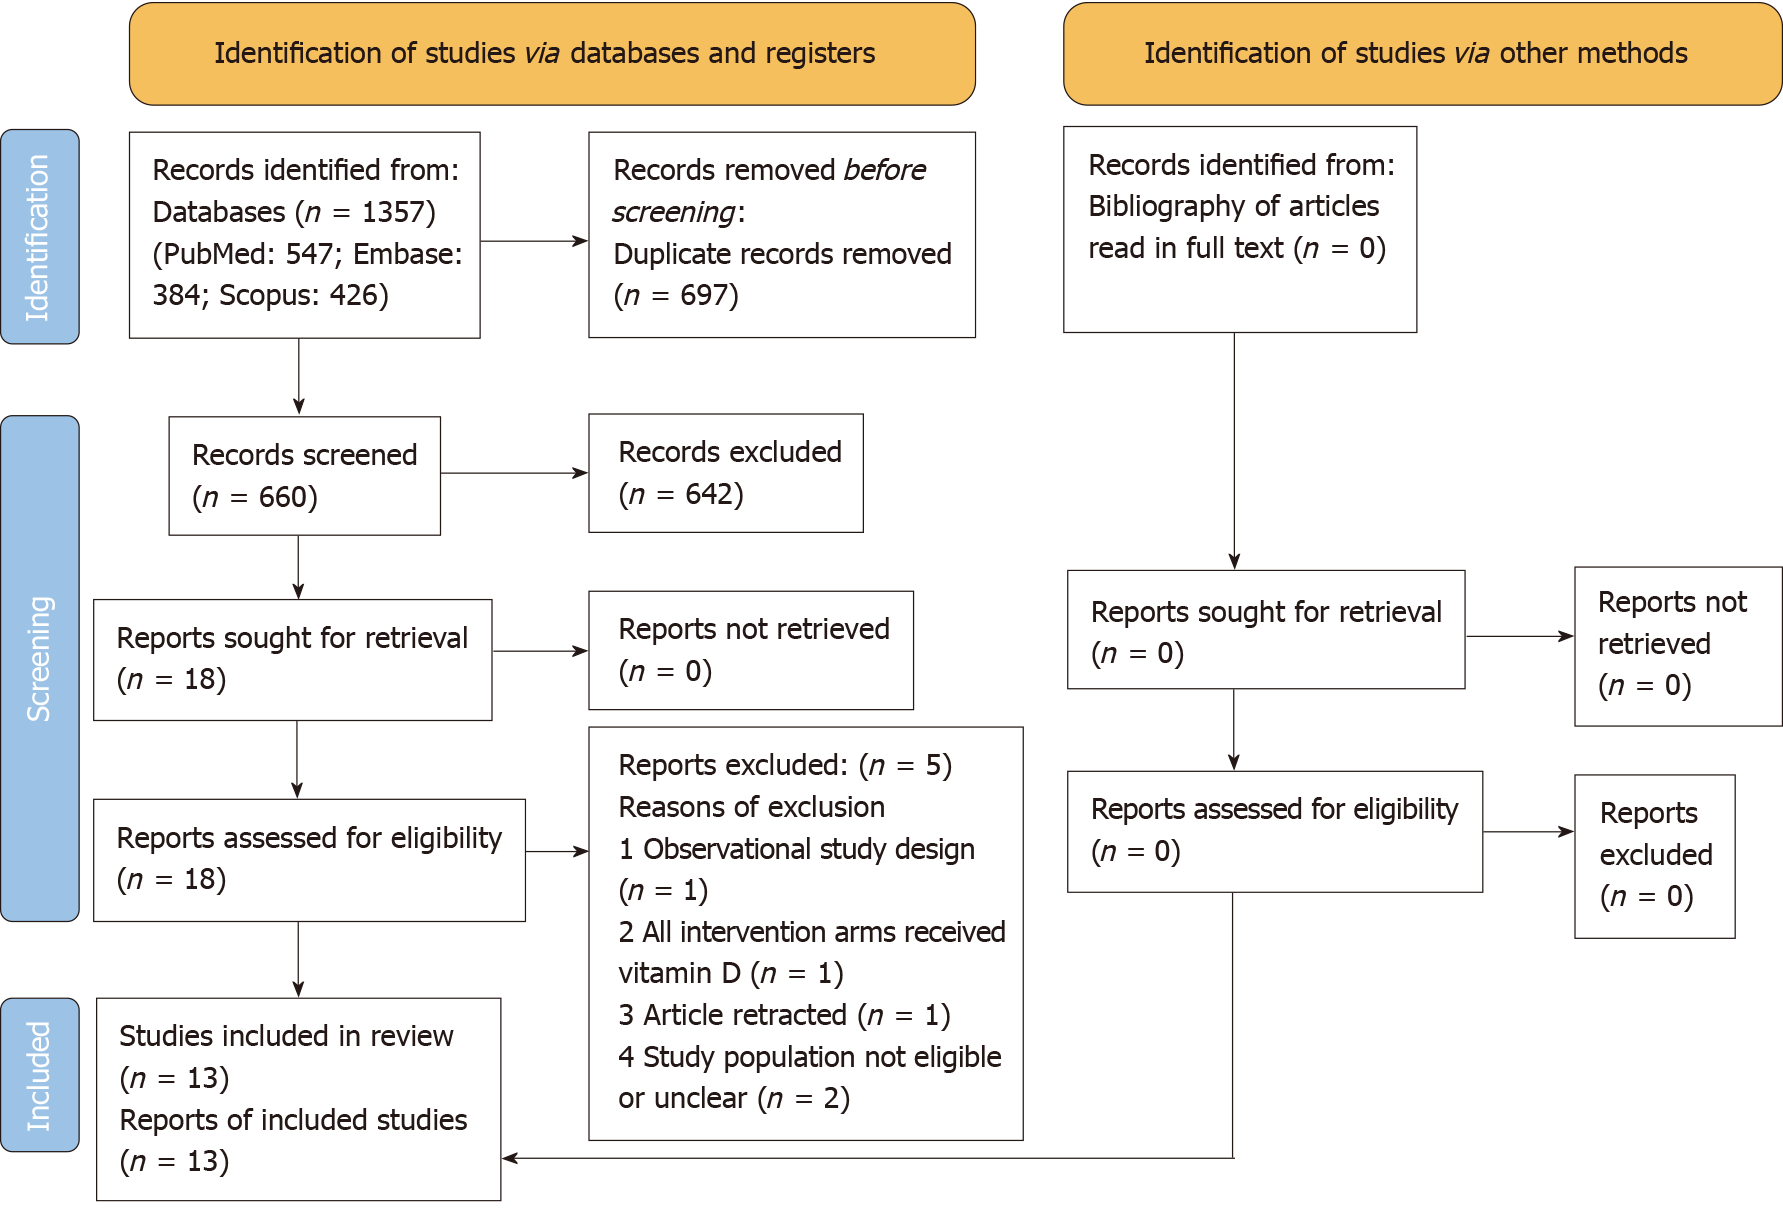 Identification of studies via databases and registers
Identification of studies via other methods
Identification
Records identified from:
Databases (n = 1357)
(PubMed: 547; Embase:
384; Scopus: 426)
Records removed before
screening:
Duplicate records removed
(n = 697)
Records identified from:
Bibliography of articles
read in full text (n = 0)
Screening
Records screened
(n = 660)
Records excluded
(n = 642)
Reports sought for retrieval
(n = 18)
Reports not retrieved
(n = 0)
Reports sought for retrieval
(n = 0)
Reports not
retrieved
(n = 0)
Reports assessed for eligibility
(n = 18)
Reports excluded: (n = 5)
Reasons of exclusion
1 Observational study design
(n = 1)
2 All intervention arms received
vitamin D (n = 1)
3 Article retracted (n = 1)
4 Study population not eligible
or unclear (n = 2)
Reports assessed for eligibility
(n = 0)
Reports
excluded
(n = 0)
Included
Studies included in review
(n = 13)
Reports of included studies
(n = 13)